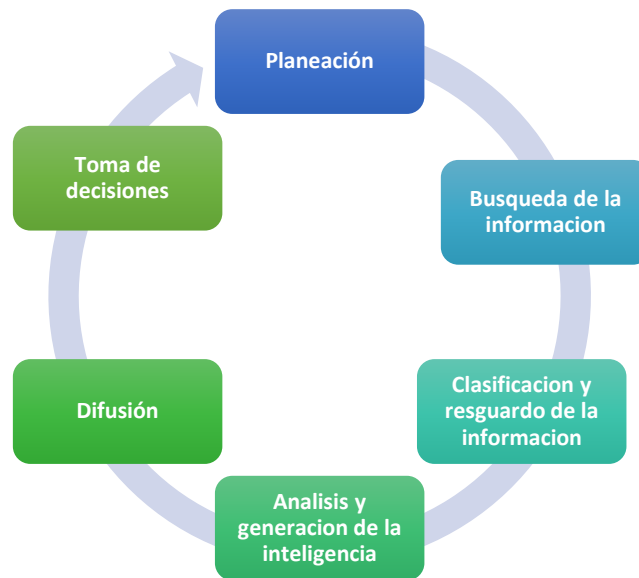 Planeación
Busqueda de la
informacion
Clasificacion y
resguardo de la
informacion
Analisis y
generacion de la
inteligencia
Difusión
Toma de
decisiones